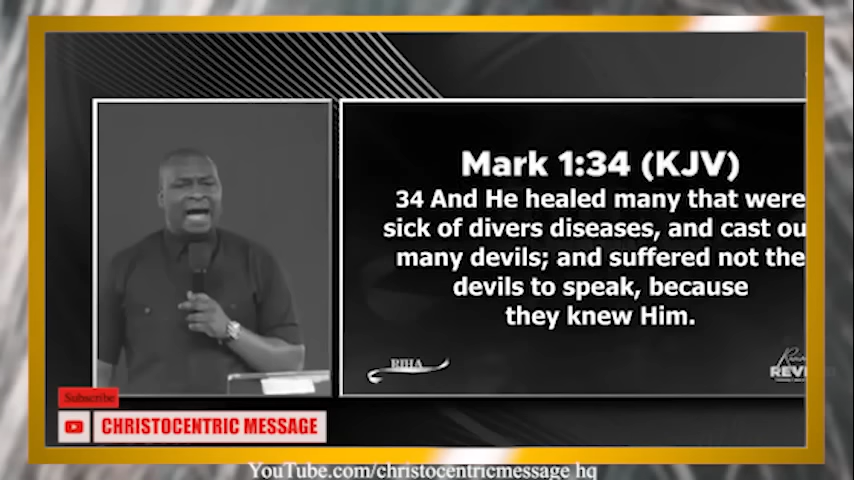 Mark 1:34 (KJV)
34 And He healed many that were
sick of divers diseases, and cast ou
many devils; and suffered not the
devils to speak, because
they knew Him.
REV
Subscribe
CHRISTOCENTRIC MESSAGE
YouTube.com/christocentricmessage hq